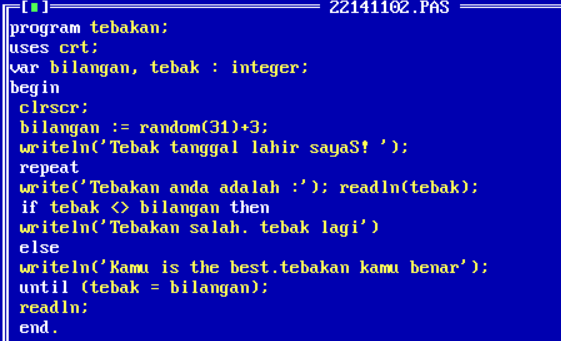 [■] 22141102.PAS
program tebakan;
uses crt;
var bilangan, tebak : integer;
begin
clrscr;
bilangan := random(31)+3;
writeln('Tebak tanggal lahir sayaS! ');
repeat
write('Tebakan anda adalah :'); readln(tebak);
if tebak <> bilangan then
writeln('Tebakan salah. tebak lagi')
else
writeln('Kamu is the best.tebakan kamu benar');
until (tebak = bilangan);
readln;
end.